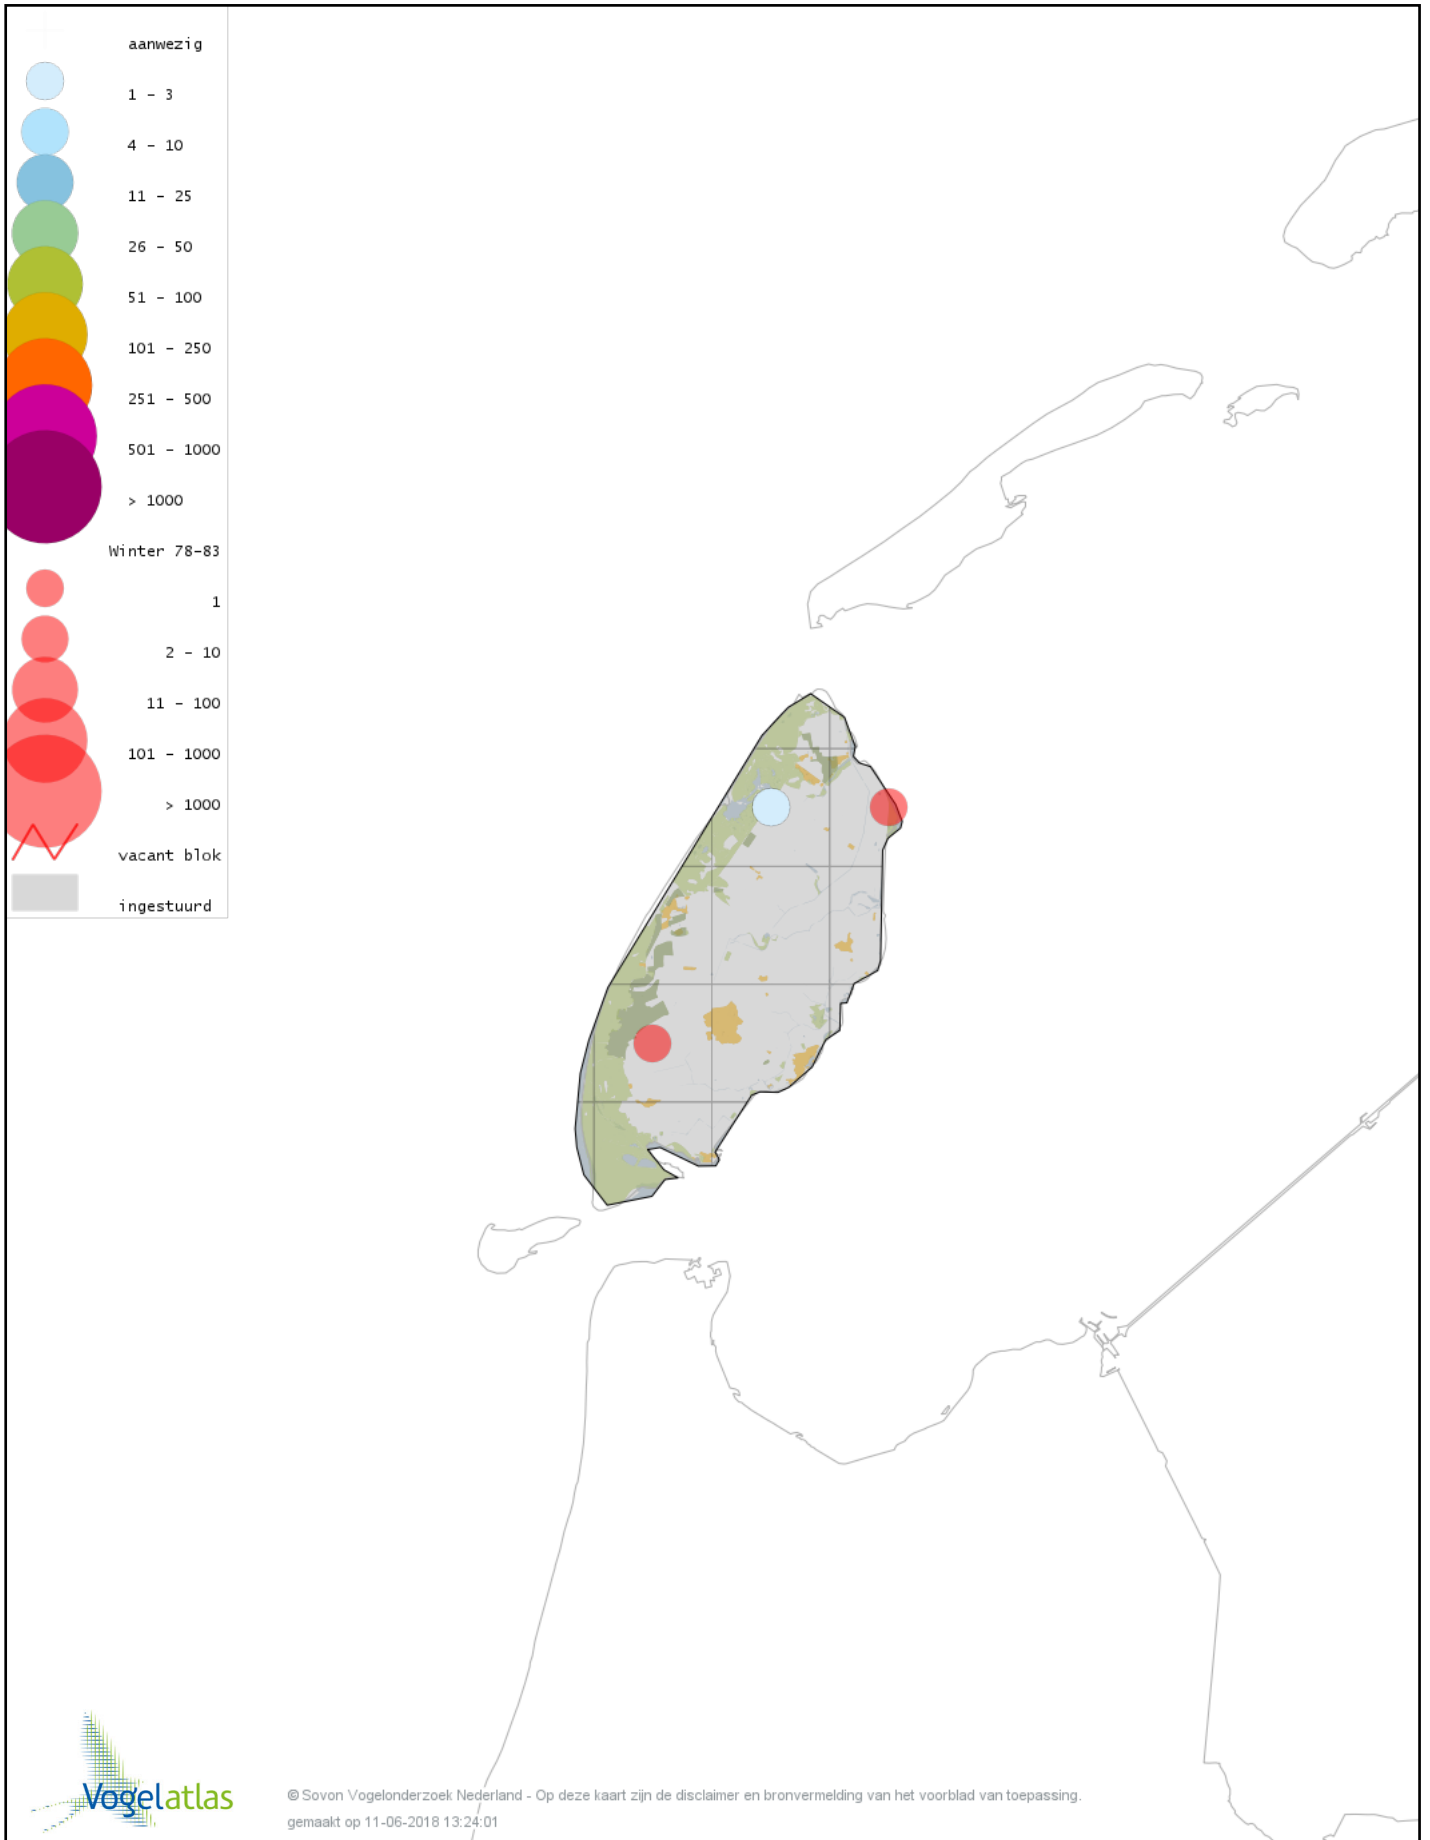 aanwezig
1 - 3
4 - 10
11 - 25
26 - 50
51 - 100
101 - 250
251 - 500
501 - 1000
> 1000
Winter 78-83
1
2 - 10
11 - 100
101 - 1000
> 1000
vacant blok
ingestuurd
Vogelatlas
© Sovon Vogelonderzoek Nederland - Op deze kaart zijn de disclaimer en bronvermelding van het voorblad van toepassing.
gemaakt op 11-06-2018 13:24:01